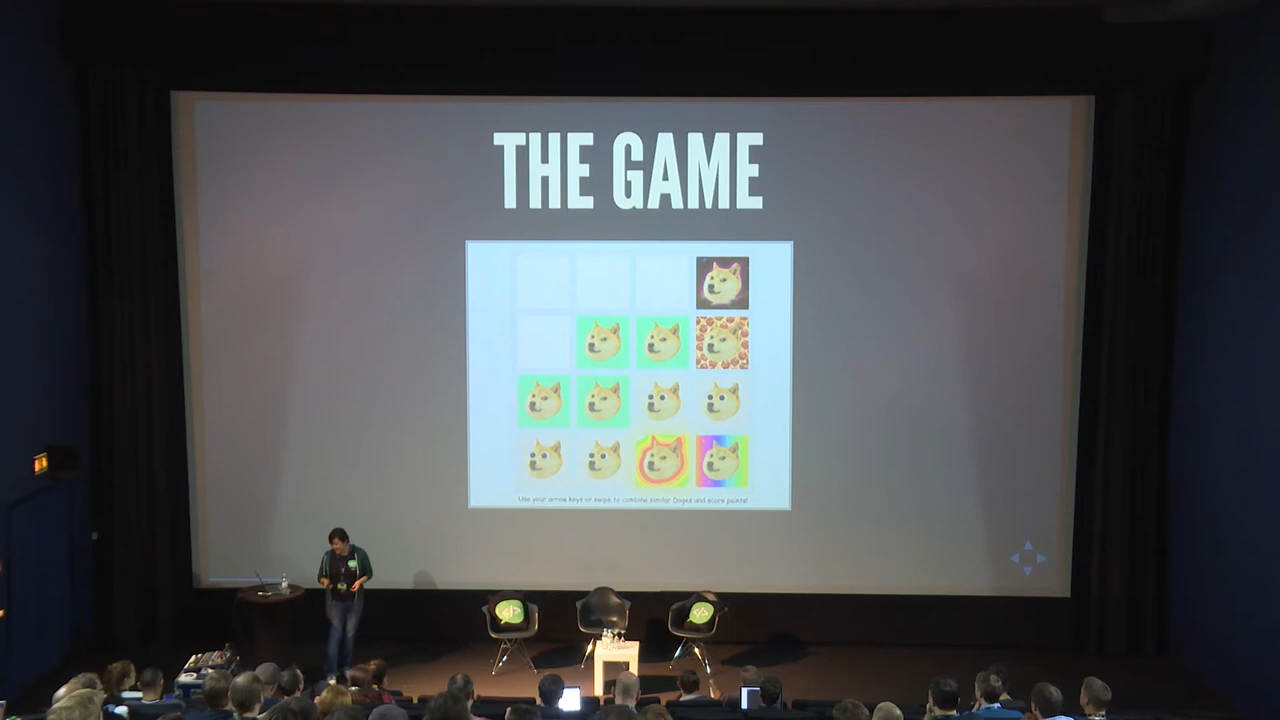 THE GAME
Use your arrow keys or swipe to combine similar Doges and score points!
</>
</>